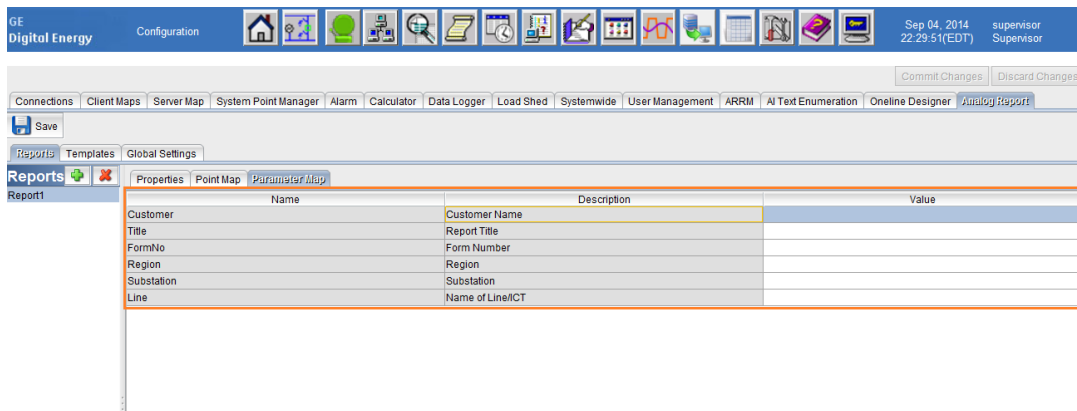 GE
Digital Energy
Configuration
Sep 04, 2014
22:29:51('EDT')
supervisor
Supervisor
Commit Changes Discard Changes
Connections Client Maps Server Map System Point Manager Alarm Calculator Data Logger Load Shed Systemwide User Management ARRM AI Text Enumeration Oneline Designer Analog Report
Save
Reports Templates Global Settings
Reports
Properties Point Map Parameter Map
Report1
Name Description Value
Customer Customer Name
Title Report Title
FormNo Form Number
Region Region
Substation Substation
Line Name of Line/ICT